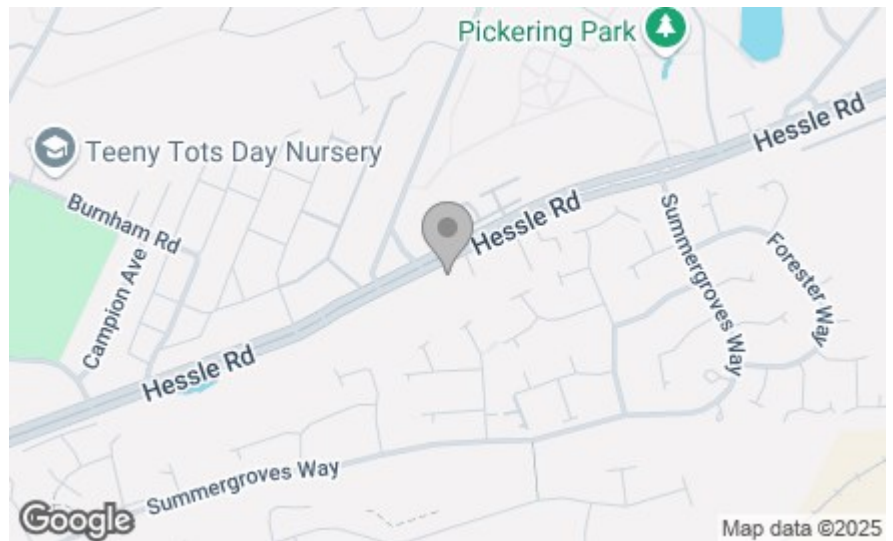 Pickering Park
Hessle Rd
Teeny Tots Day Nursery
Burnham Rd
Campion Ave
Hessle Rd
Summergroves Way
Forester Way
Hessle Rd
Summergroves Way
Google
Map data ©2025